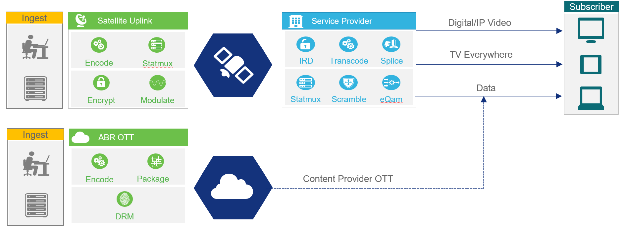 Ingest
Satellite Uplink
Encode
Statmux
Encrypt
Modulate
Service Provider
IRD
Transcode
Splice
Statmux
Scramble
eQam
Digital/IP Video
TV Everywhere
Data
Subscriber
Ingest
ABR OTT
Encode
Package
DRM
Content Provider OTT